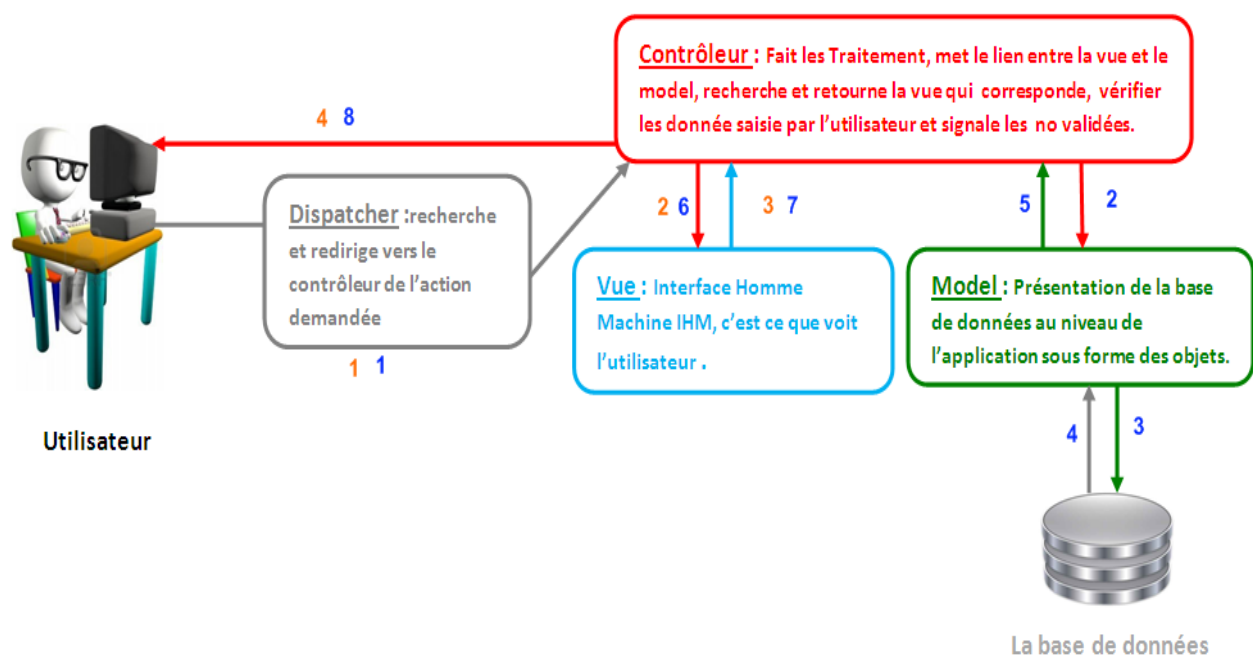 Contrôleur : Fait les Traitement, met le lien entre la vue et le
model, recherche et retourne la vue qui corresponde, vérifier
les donnée saisie par l'utilisateur et signale les no validées.
4 8
Dispatcher :recherche
et redirige vers le
contrôleur de l'action
demandée
1 1
2 6
3 7
5
2
Vue : Interface Homme
Machine IHM, c'est ce que voit
l'utilisateur .
Model : Présentation de la base
de données au niveau de
l'application sous forme des objets.
Utilisateur
4
3
La base de données